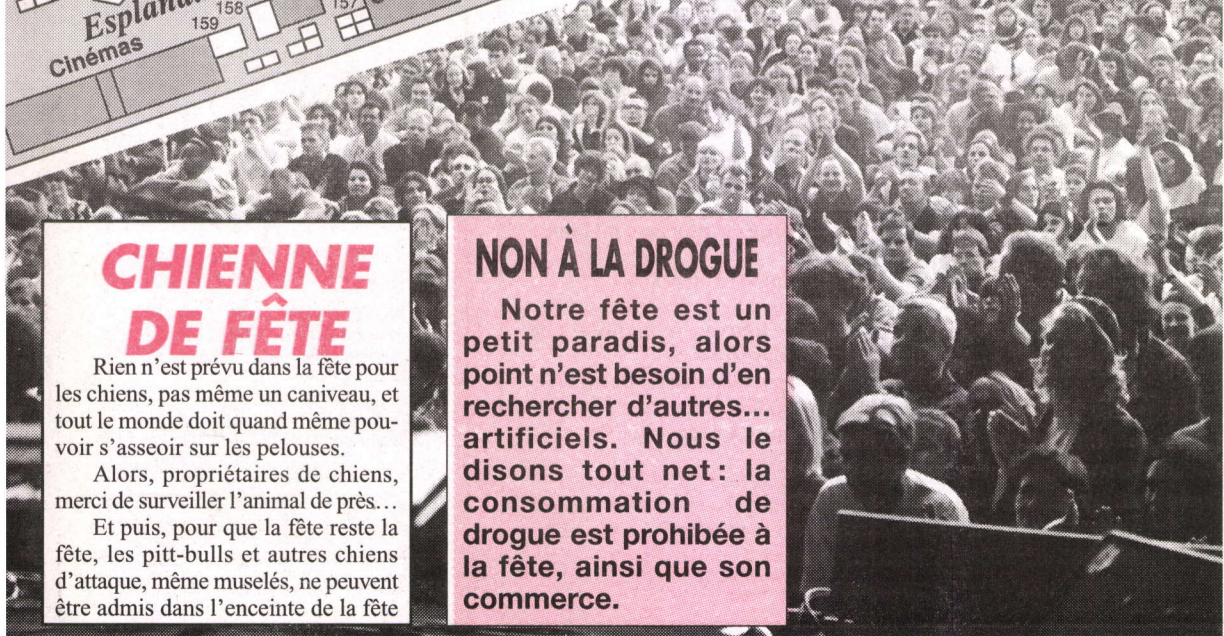 Esplana
Cinémas
159
158
157
CHIENNE
DE FÊTE
Rien n'est prévu dans la fête pour
les chiens, pas même un caniveau, et
tout le monde doit quand même pou-
voir s'asseoir sur les pelouses.
Alors, propriétaires de chiens,
merci de surveiller l'animal de près...
Et puis, pour que la fête reste la
fête, les pitt-bulls et autres chiens
d'attaque, même muselés, ne peuvent
être admis dans l'enceinte de la fête
NON À LA DROGUE
Notre fête est un
petit paradis, alors
point n'est besoin d'en
rechercher d'autres...
artificiels. Nous le
disons tout net : la
consommation de
drogue est prohibée à
la fête, ainsi que son
commerce.